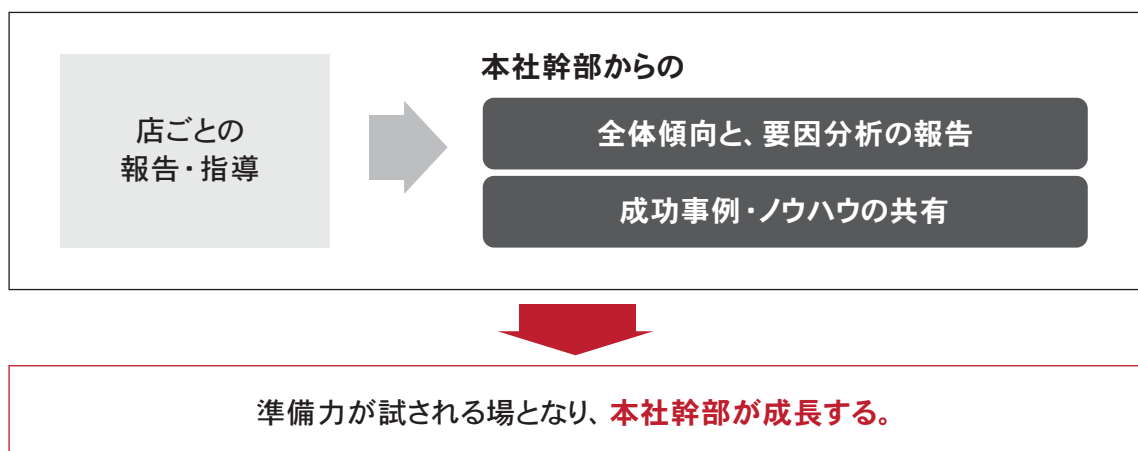 店ごとの
報告・指導
本社幹部からの
全体傾向と、要因分析の報告
成功事例・ノウハウの共有
準備力が試される場となり、本社幹部が成長する。